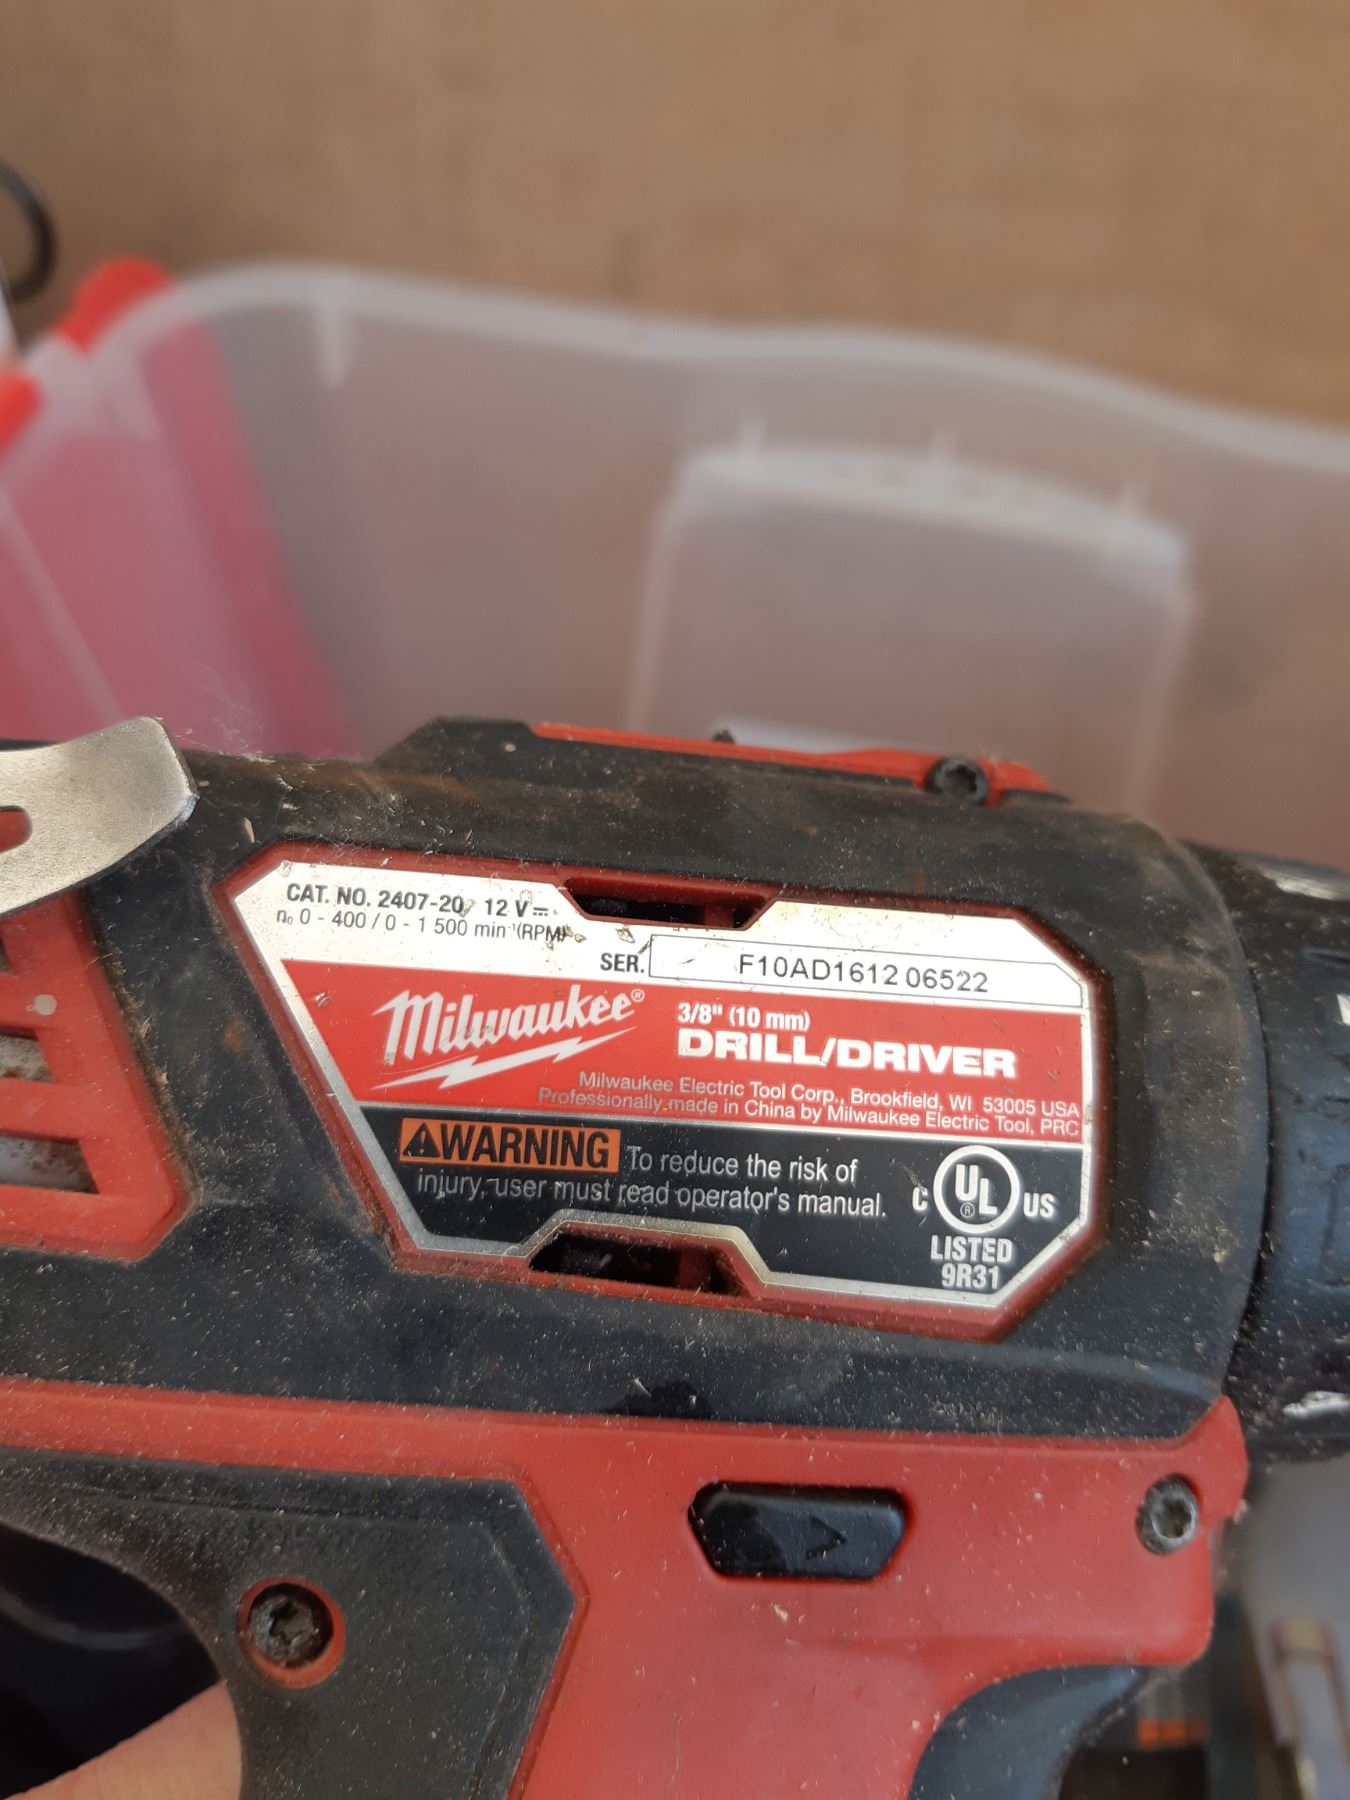 CAT. NO. 2407-20 12 V⎓
n₀ 0 - 400 / 0 - 1 500 min⁻¹(RPM)
SER. F10AD1612 06522
Milwaukee®
3/8" (10 mm)
DRILL/DRIVER
Milwaukee Electric Tool Corp., Brookfield, WI 53005 USA
Professionally made in China by Milwaukee Electric Tool, PRC
⚠WARNING To reduce the risk of
injury, user must read operator's manual.
C UL® US
LISTED
9R31